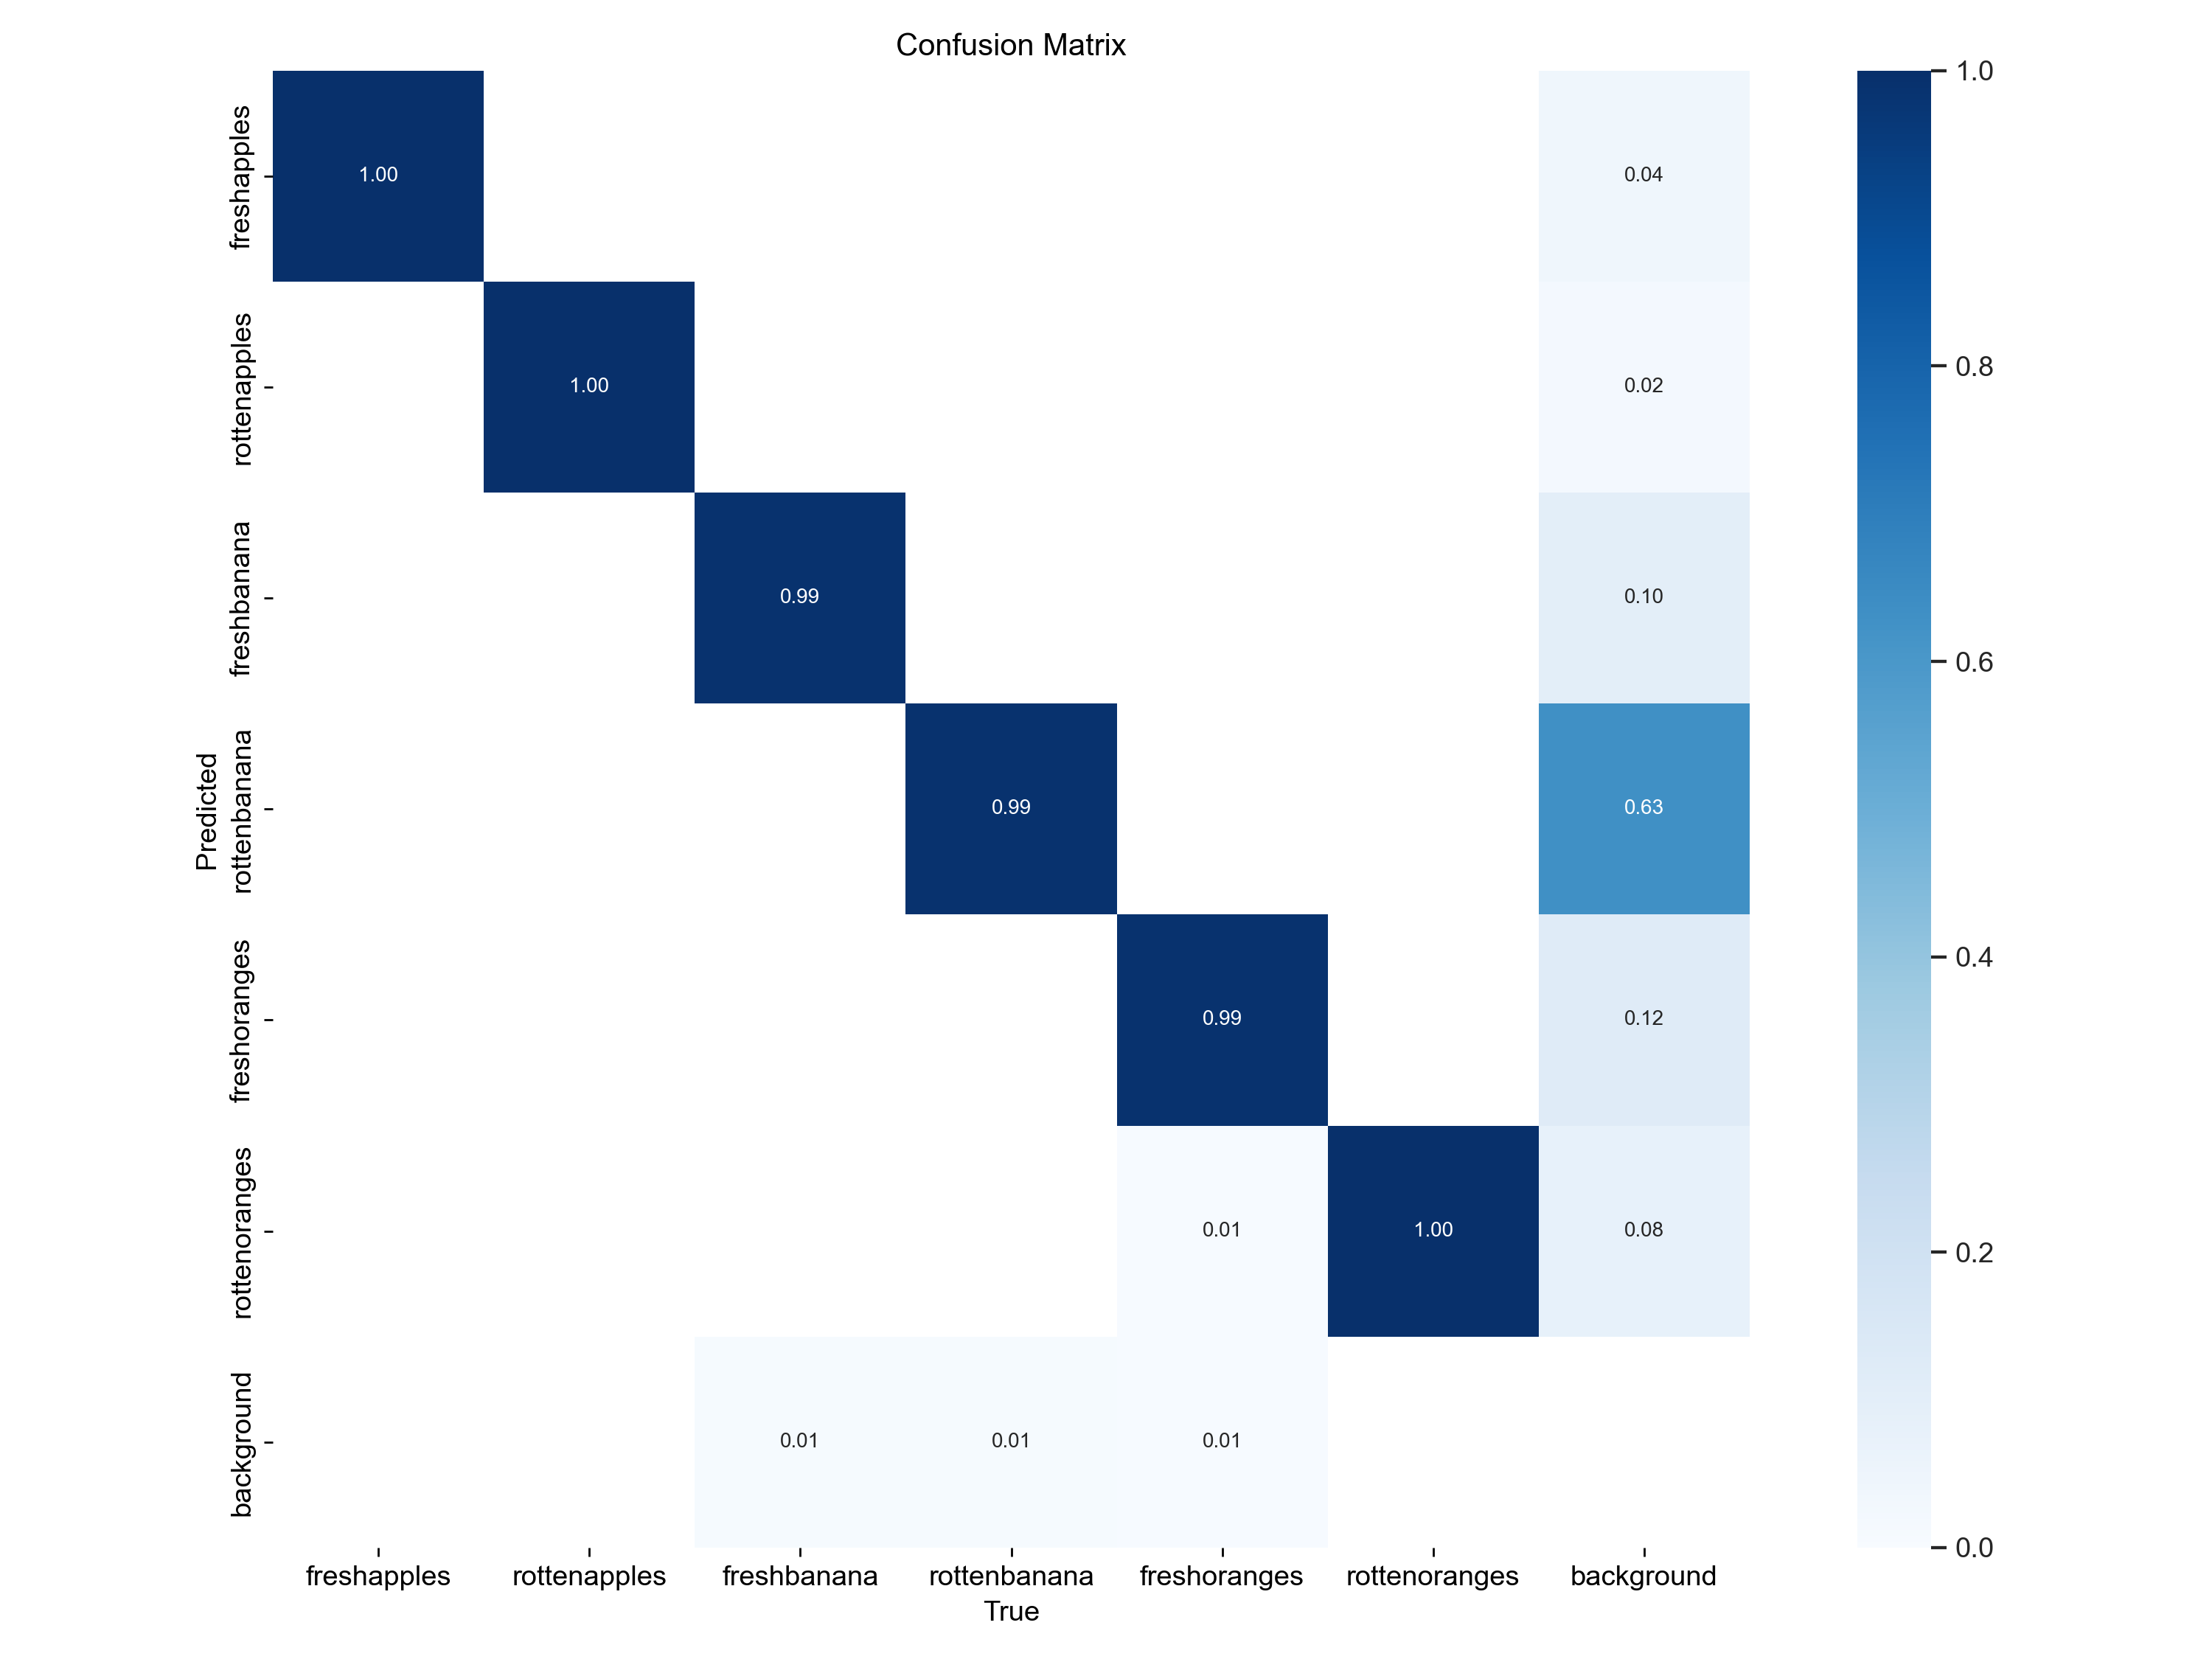 Confusion Matrix
freshapples
1.00
0.04
rottenapples
1.00
0.02
freshbanana
0.99
0.10
Predicted
rottenbanana
0.99
0.63
freshoranges
0.99
0.12
rottenoranges
0.01
1.00
0.08
background
0.01
0.01
0.01
freshapples
rottenapples
freshbanana
rottenbanana
freshoranges
rottenoranges
background
True
1.0
0.8
0.6
0.4
0.2
0.0